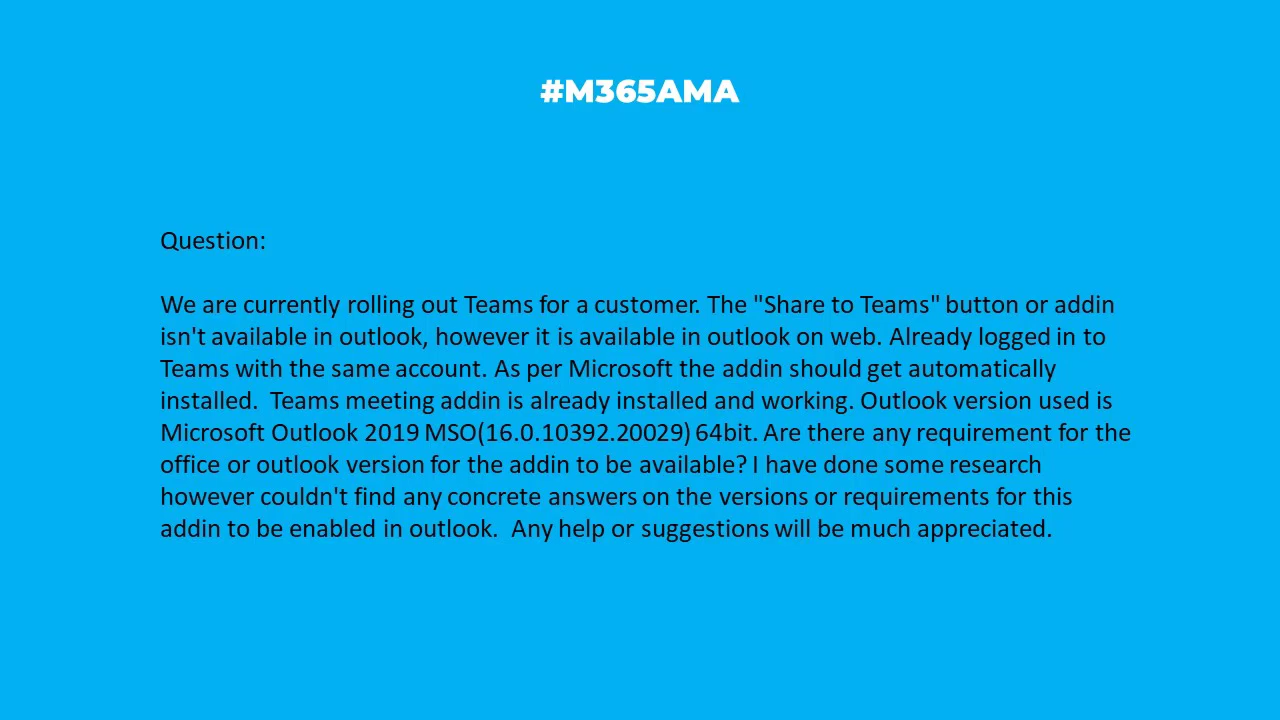 #M365AMA
Question:
We are currently rolling out Teams for a customer. The "Share to Teams" button or addin
isn't available in outlook, however it is available in outlook on web. Already logged in to
Teams with the same account. As per Microsoft the addin should get automatically
installed.  Teams meeting addin is already installed and working. Outlook version used is
Microsoft Outlook 2019 MSO(16.0.10392.20029) 64bit. Are there any requirement for the
office or outlook version for the addin to be available? I have done some research
however couldn't find any concrete answers on the versions or requirements for this
addin to be enabled in outlook.  Any help or suggestions will be much appreciated.